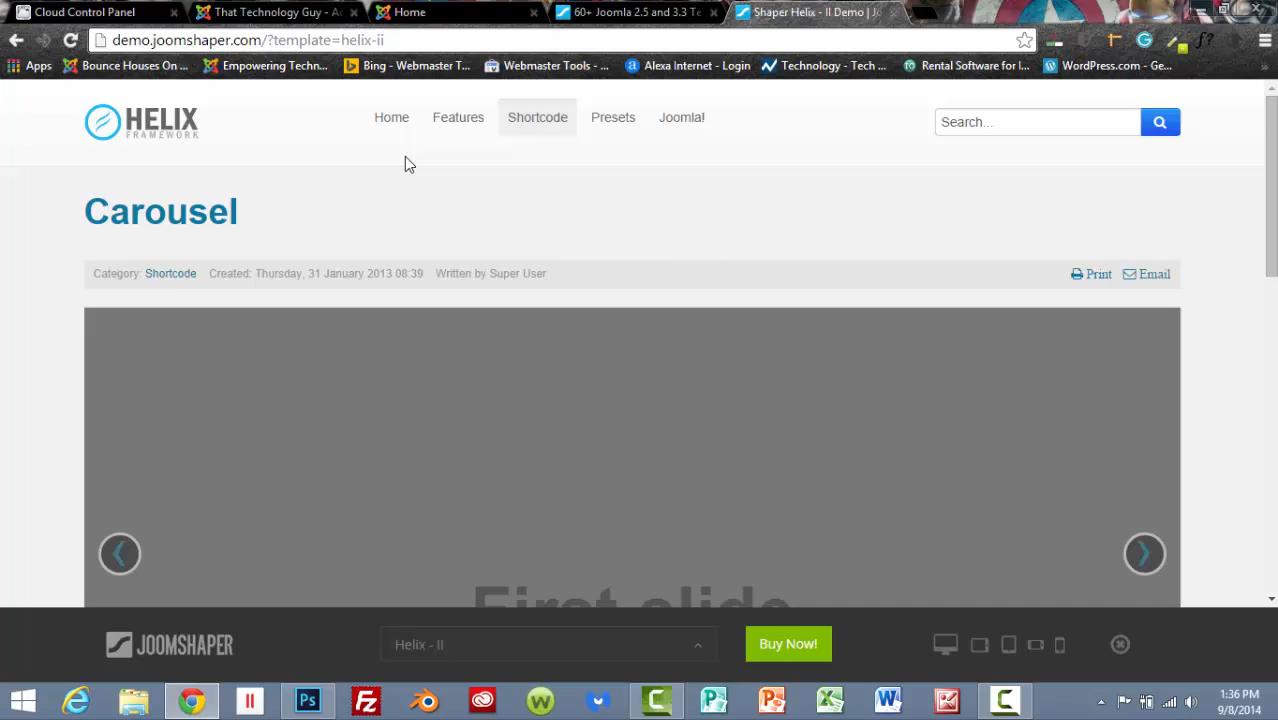 Cloud Control Panel
That Technology Guy - Ac
Home
60+ Joomla 2.5 and 3.3 Te
Shaper Helix - II Demo | Jo
demo.joomshaper.com/?template=helix-ii
Apps
Bounce Houses On ...
Empowering Techn...
Bing - Webmaster T...
Webmaster Tools - ...
Alexa Internet - Login
Technology - Tech ...
Rental Software for I...
WordPress.com - Ge...
HELIX
FRAMEWORK
Home
Features
Shortcode
Presets
Joomla!
Search...
Carousel
Category: Shortcode
Created: Thursday, 31 January 2013 08:39
Written by Super User
Print
Email
First slide
JOOMSHAPER
Helix - II
Buy Now!
1:36 PM
9/8/2014